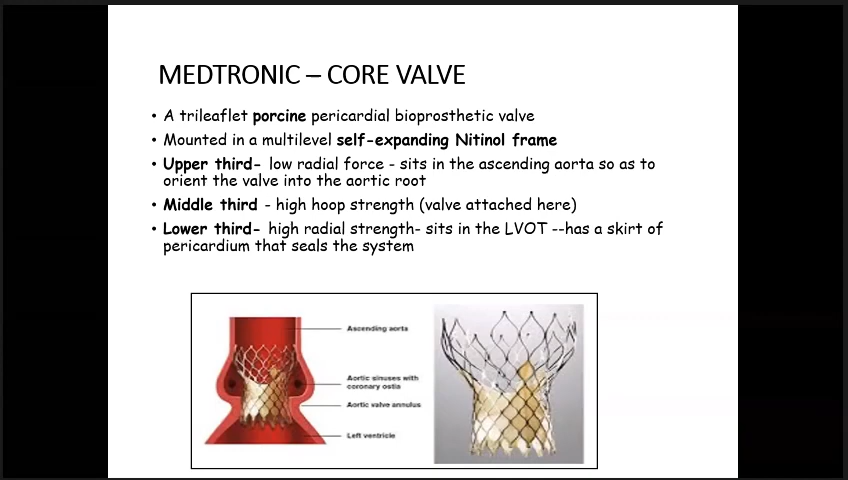 MEDTRONIC – CORE VALVE
• A trileaflet porcine pericardial bioprosthetic valve
• Mounted in a multilevel self-expanding Nitinol frame
• Upper third- low radial force - sits in the ascending aorta so as to
orient the valve into the aortic root
• Middle third - high hoop strength (valve attached here)
• Lower third- high radial strength- sits in the LVOT --has a skirt of
pericardium that seals the system
Ascending aorta
Aortic sinuses with
coronary ostia
Aortic valve annulus
Left ventricle